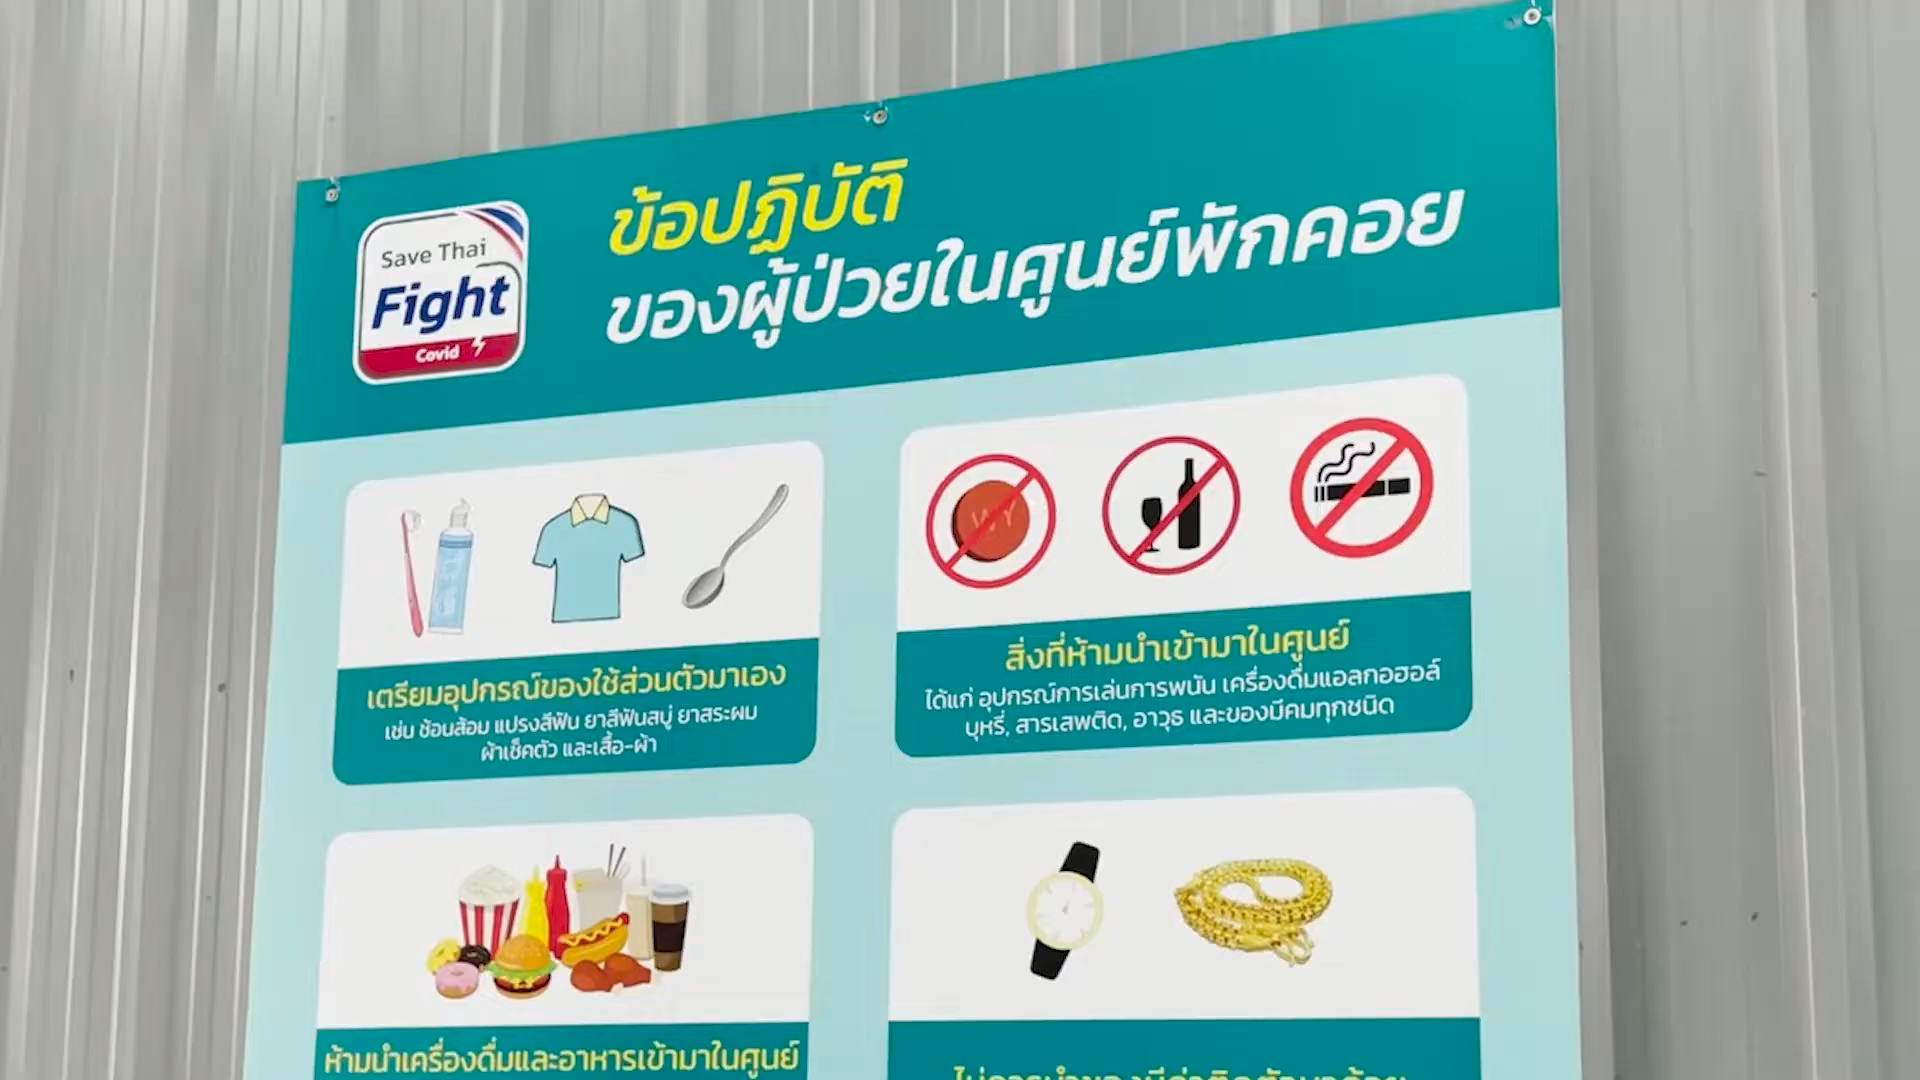 Save Thai
Fight
Covid
ข้อปฏิบัติ
ของผู้ป่วยในศูนย์พักคอย
WY
เตรียมอุปกรณ์ของใช้ส่วนตัวมาเอง
เช่น ช้อนส้อม แปรงสีฟัน ยาสีฟันสบู่ ยาสระผม
ผ้าเช็คตัว และเสื้อ-ผ้า
สิ่งที่ห้ามนำเข้ามาในศูนย์
ได้แก่ อุปกรณ์การเล่นการพนัน เครื่องดื่มแอลกอฮอล์
บุหรี่, สารเสพติด, อาวุธ และของมีคมทุกชนิด
ห้ามนำเครื่องดื่มและอาหารเข้ามาในศูนย์